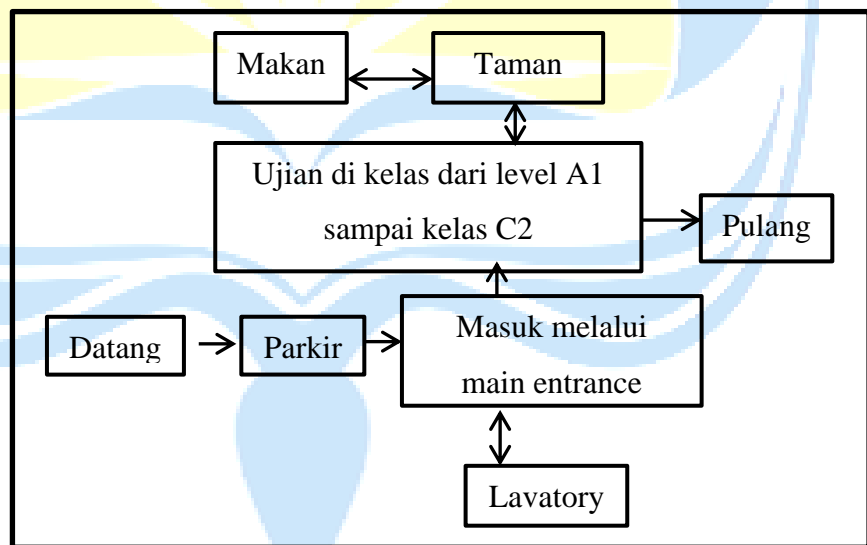 Makan
Taman
Ujian di kelas dari level A1
sampai kelas C2
Pulang
Datang
Parkir
Masuk melalui
main entrance
Lavatory